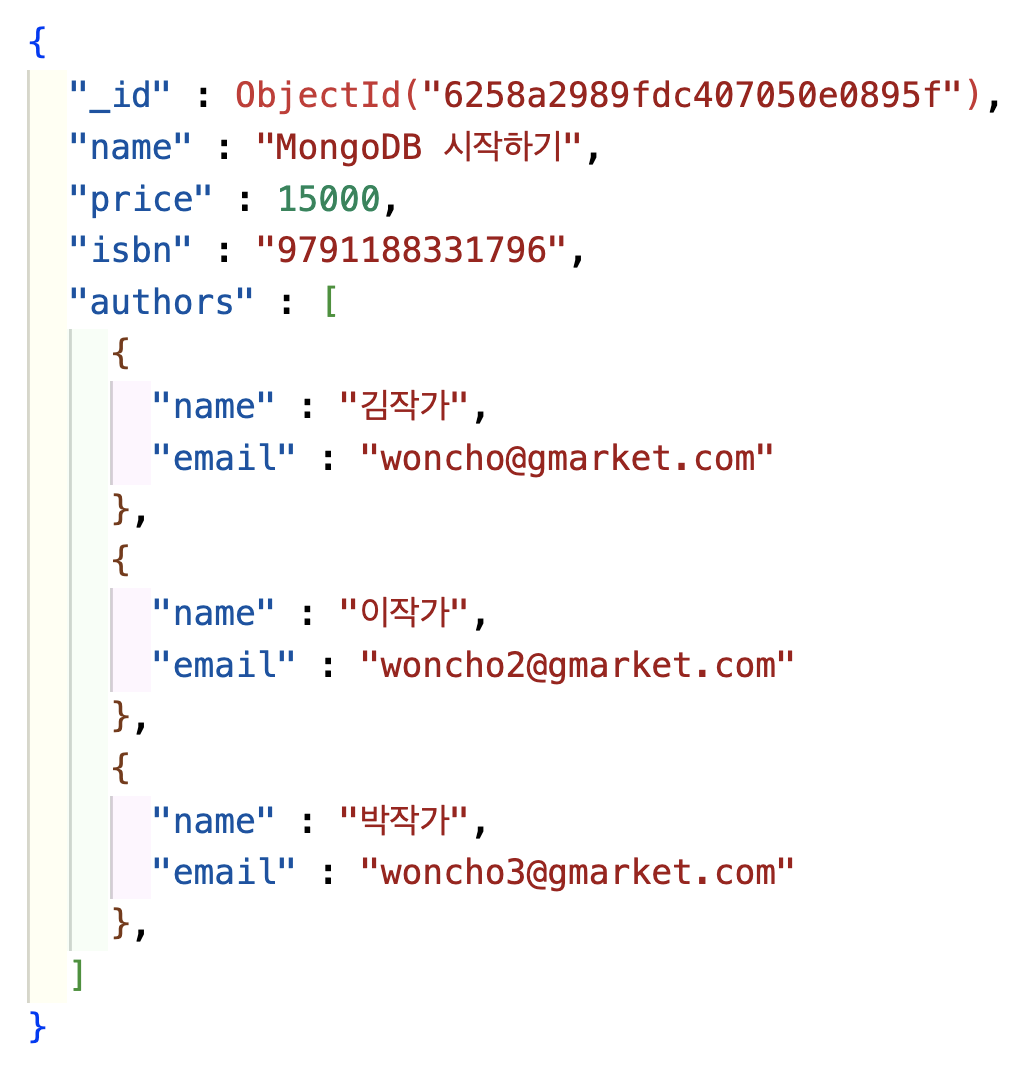 {
"_id" : ObjectId("6258a2989fdc407050e0895f"),
"name" : "MongoDB 시작하기",
"price" : 15000,
"isbn" : "9791188331796",
"authors" : [
{
"name" : "김작가",
"email" : "woncho@gmarket.com"
},
{
"name" : "이작가",
"email" : "woncho2@gmarket.com"
},
{
"name" : "박작가",
"email" : "woncho3@gmarket.com"
},
]
}